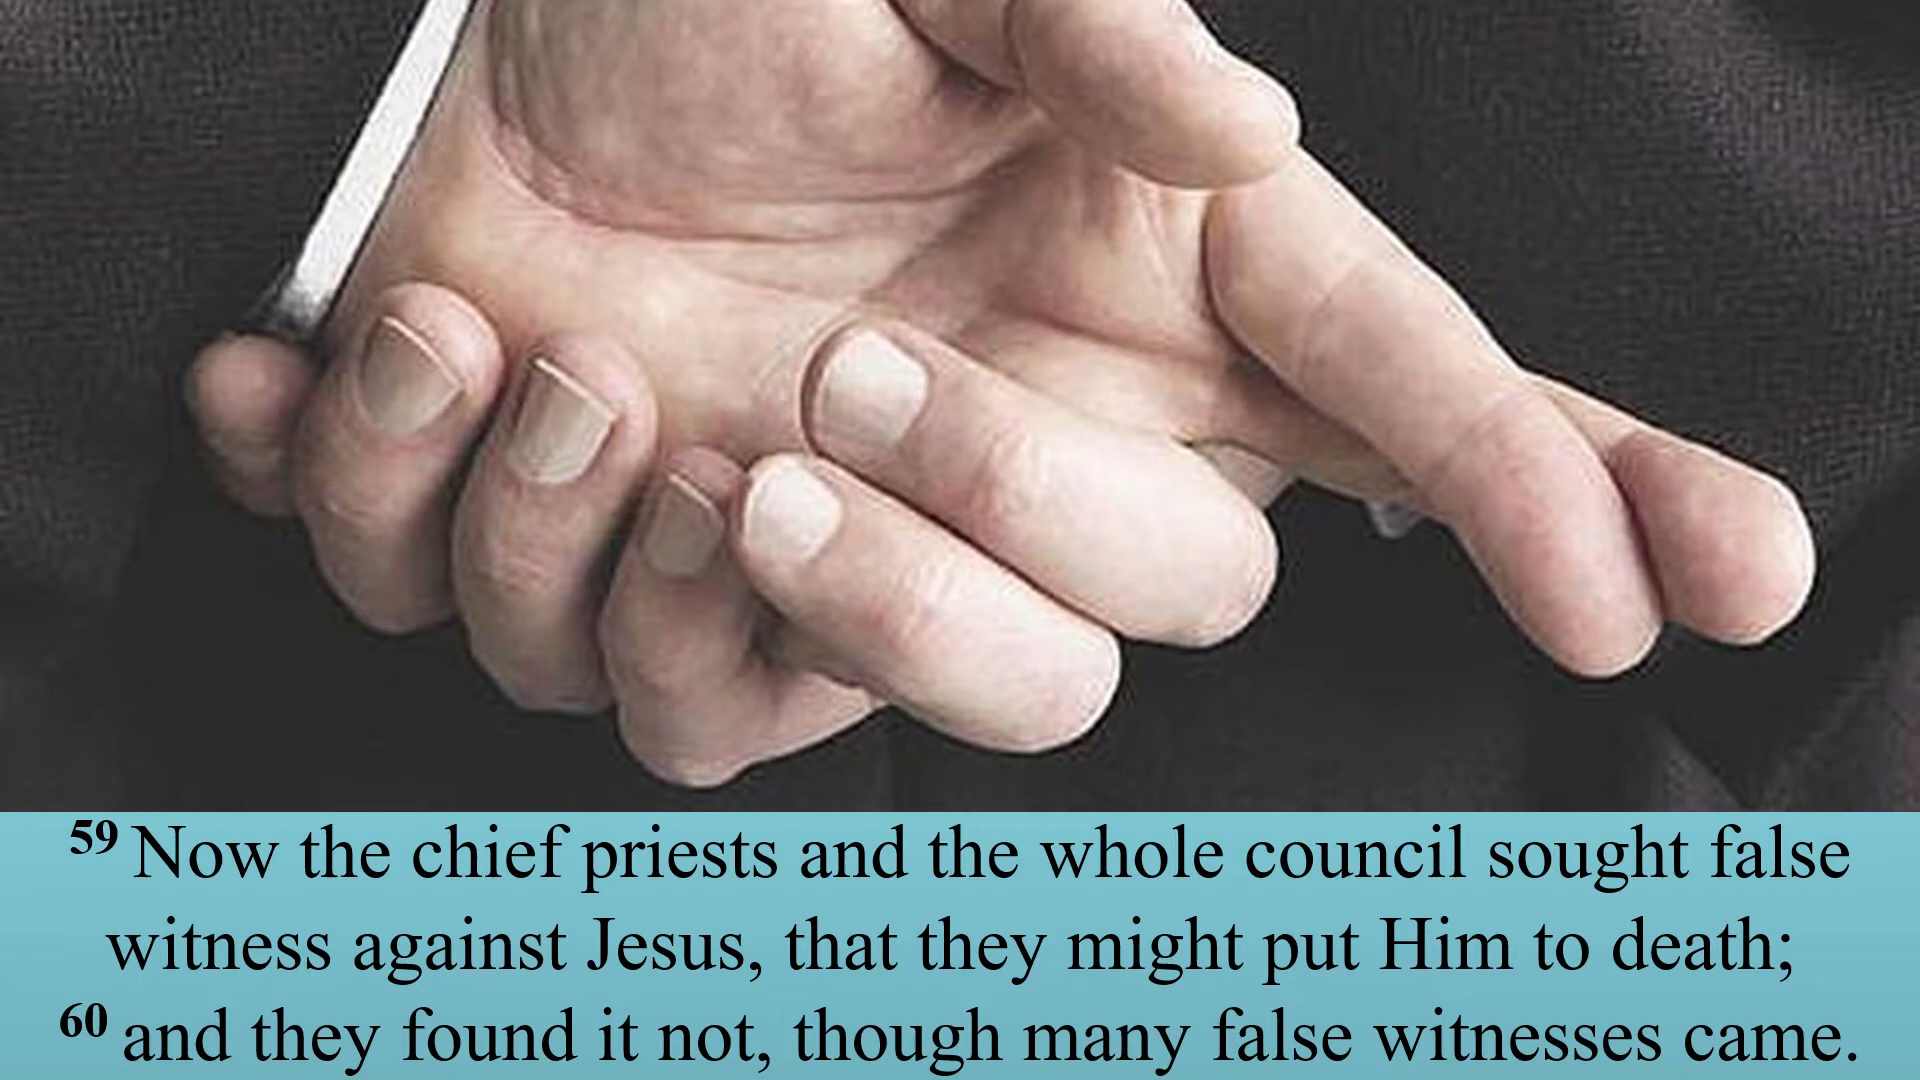 59 Now the chief priests and the whole council sought false
witness against Jesus, that they might put Him to death;
60 and they found it not, though many false witnesses came.